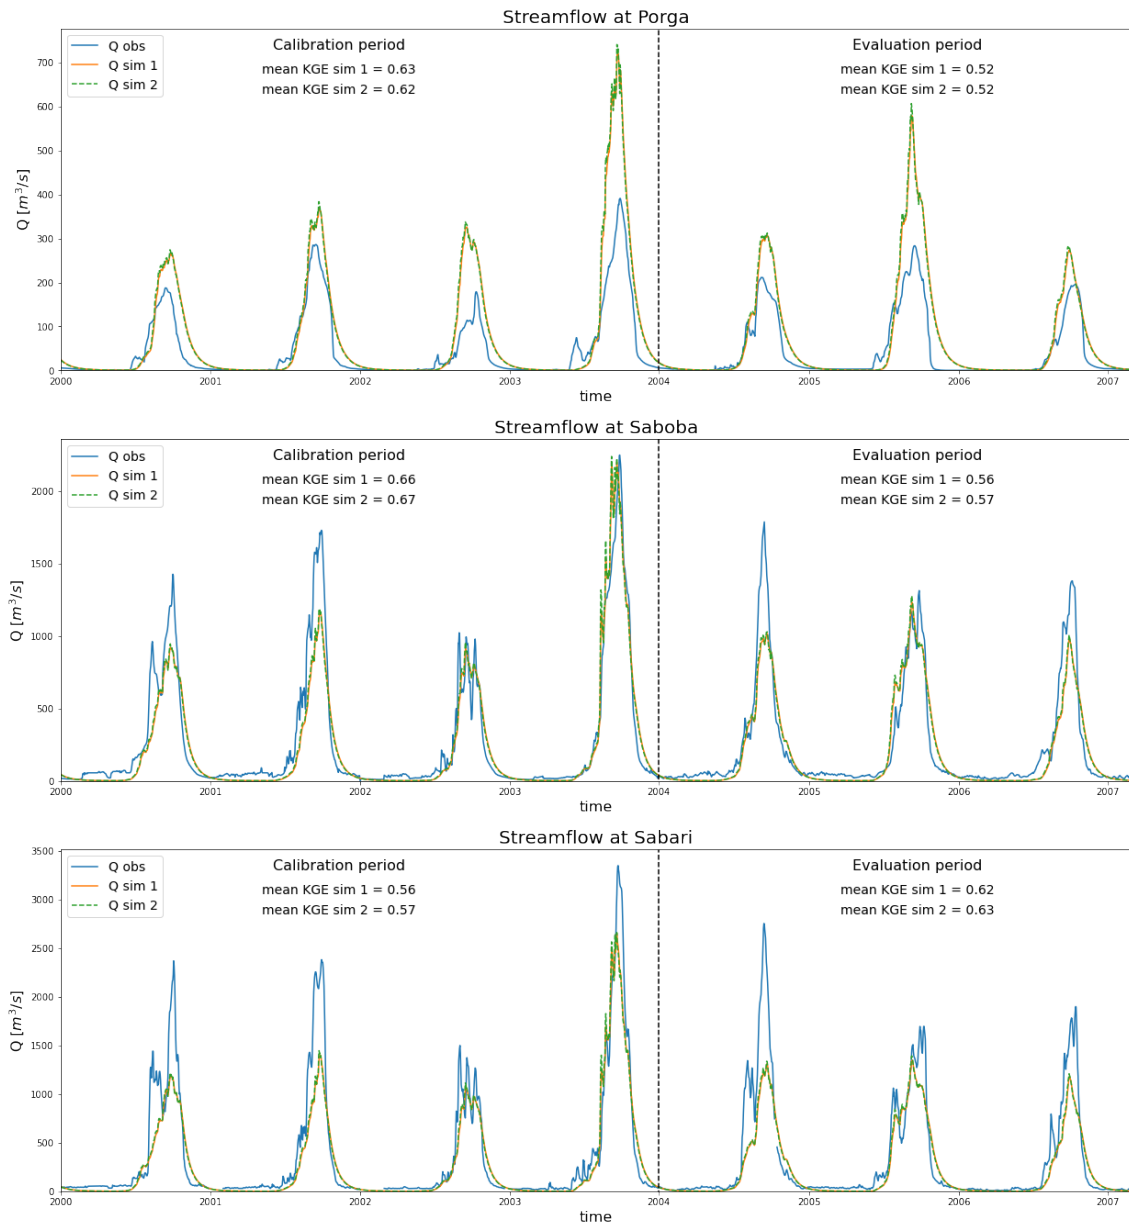 Streamflow at Porga
Q obs
Q sim 1
Q sim 2
Calibration period
mean KGE sim 1 = 0.63
mean KGE sim 2 = 0.62
Evaluation period
mean KGE sim 1 = 0.52
mean KGE sim 2 = 0.52
Q [m³/s]
700
600
500
400
300
200
100
0
2000 2001 2002 2003 2004 2005 2006 2007
time
Streamflow at Saboba
Q obs
Q sim 1
Q sim 2
Calibration period
mean KGE sim 1 = 0.66
mean KGE sim 2 = 0.67
Evaluation period
mean KGE sim 1 = 0.56
mean KGE sim 2 = 0.57
Q [m³/s]
2000
1500
1000
500
0
2000 2001 2002 2003 2004 2005 2006 2007
time
Streamflow at Sabari
Q obs
Q sim 1
Q sim 2
Calibration period
mean KGE sim 1 = 0.56
mean KGE sim 2 = 0.57
Evaluation period
mean KGE sim 1 = 0.62
mean KGE sim 2 = 0.63
Q [m³/s]
3500
3000
2500
2000
1500
1000
500
0
2000 2001 2002 2003 2004 2005 2006 2007
time